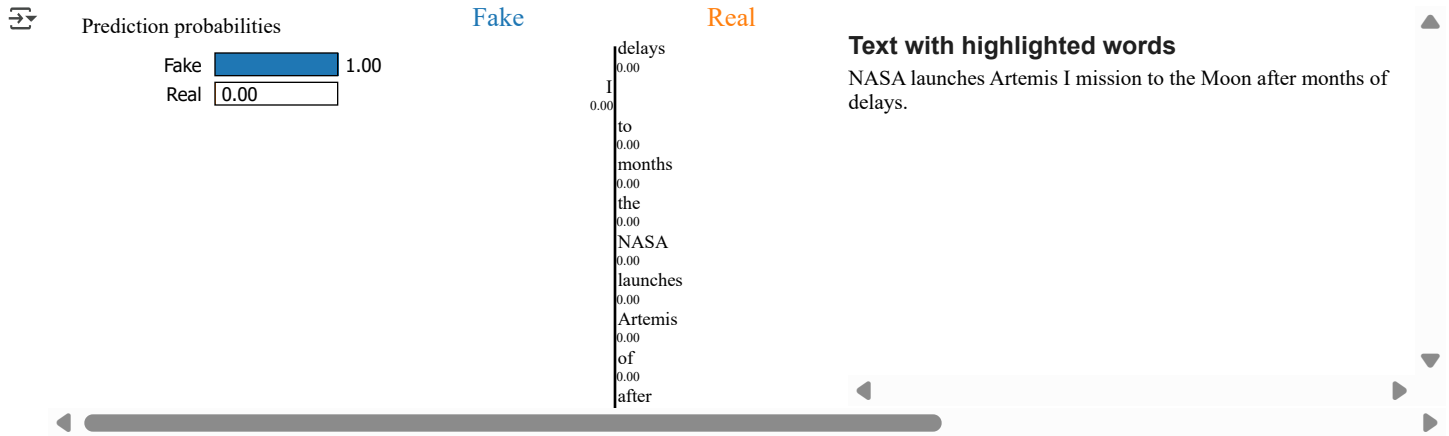 Prediction probabilities
Fake 1.00
Real 0.00
Fake Real
delays
0.00
I
0.00
to
0.00
months
0.00
the
0.00
NASA
0.00
launches
0.00
Artemis
0.00
of
0.00
after
Text with highlighted words
NASA launches Artemis I mission to the Moon after months of
delays.